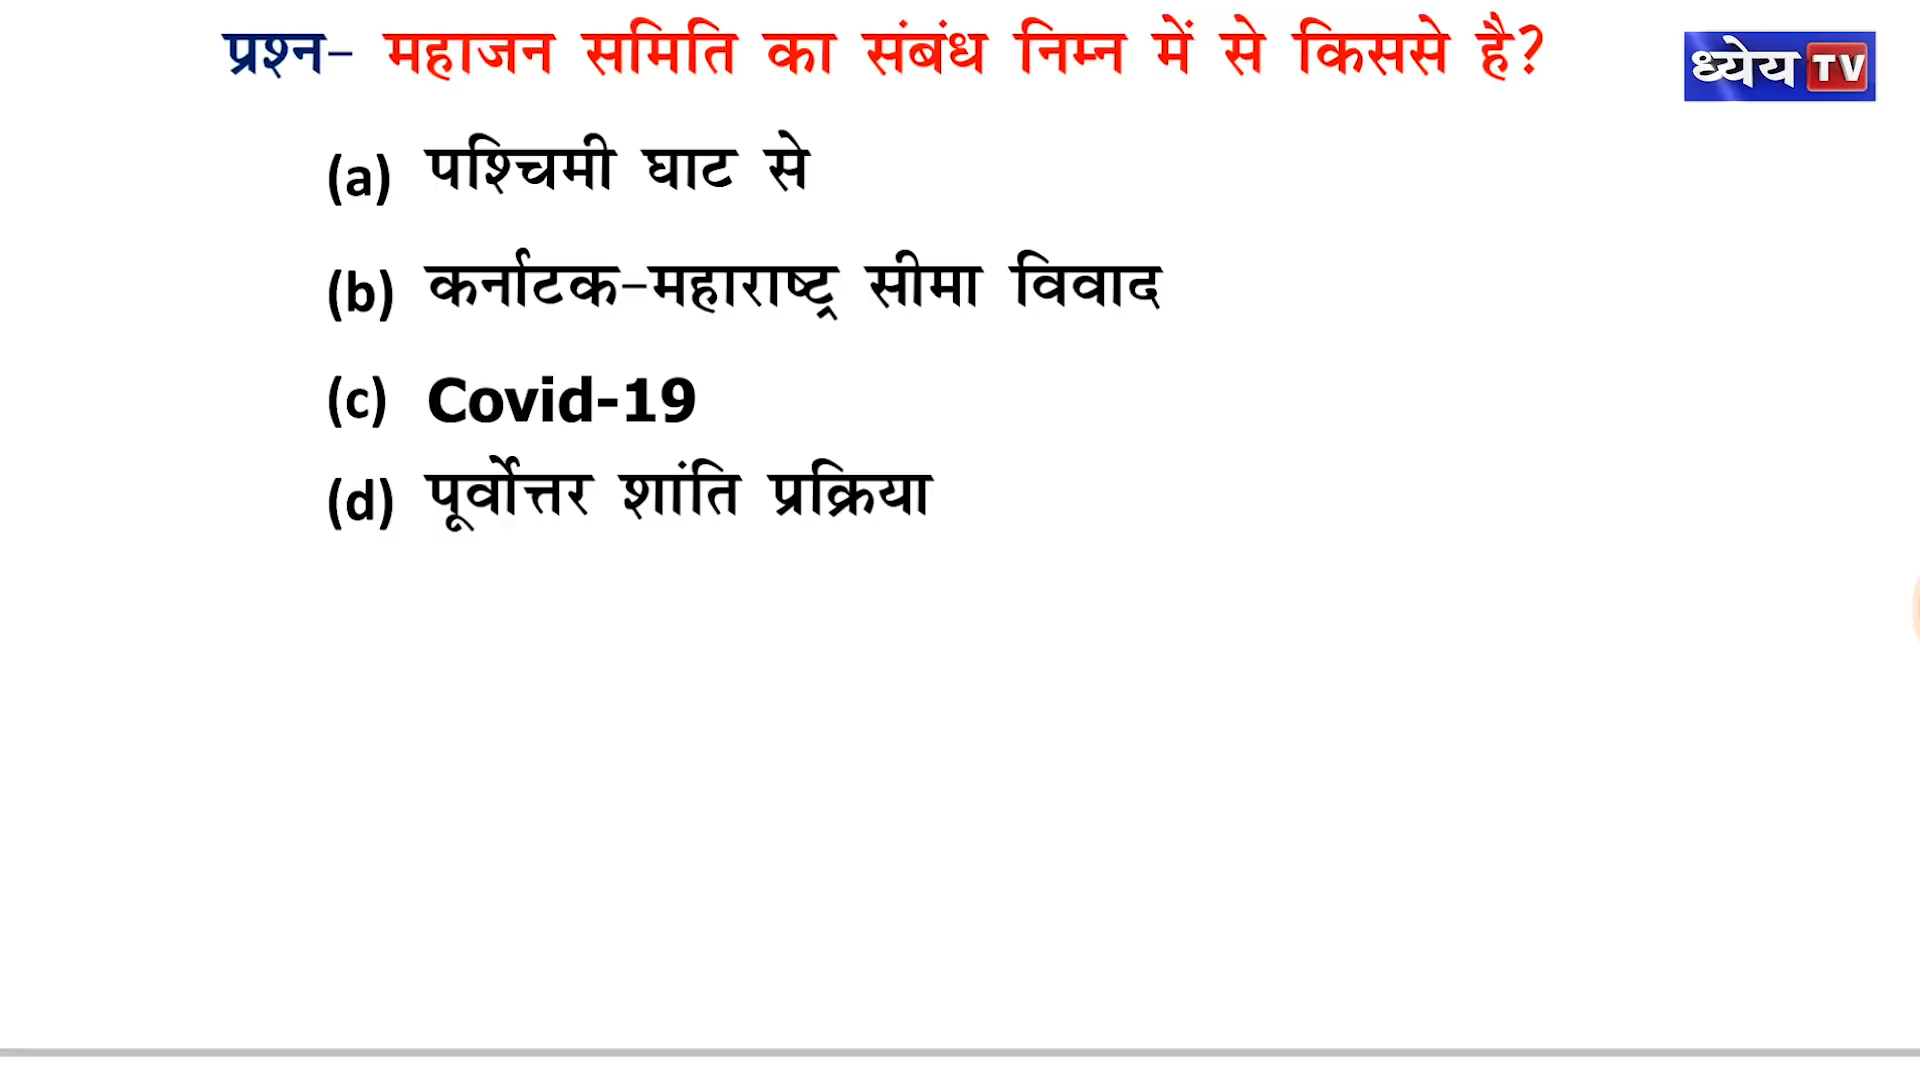 प्रश्न- महाजन समिति का संबंध निम्न में से किससे है?
ध्येय TV
(a) पश्चिमी घाट से
(b) कर्नाटक-महाराष्ट्र सीमा विवाद
(c) Covid-19
(d) पूर्वोत्तर शांति प्रक्रिया